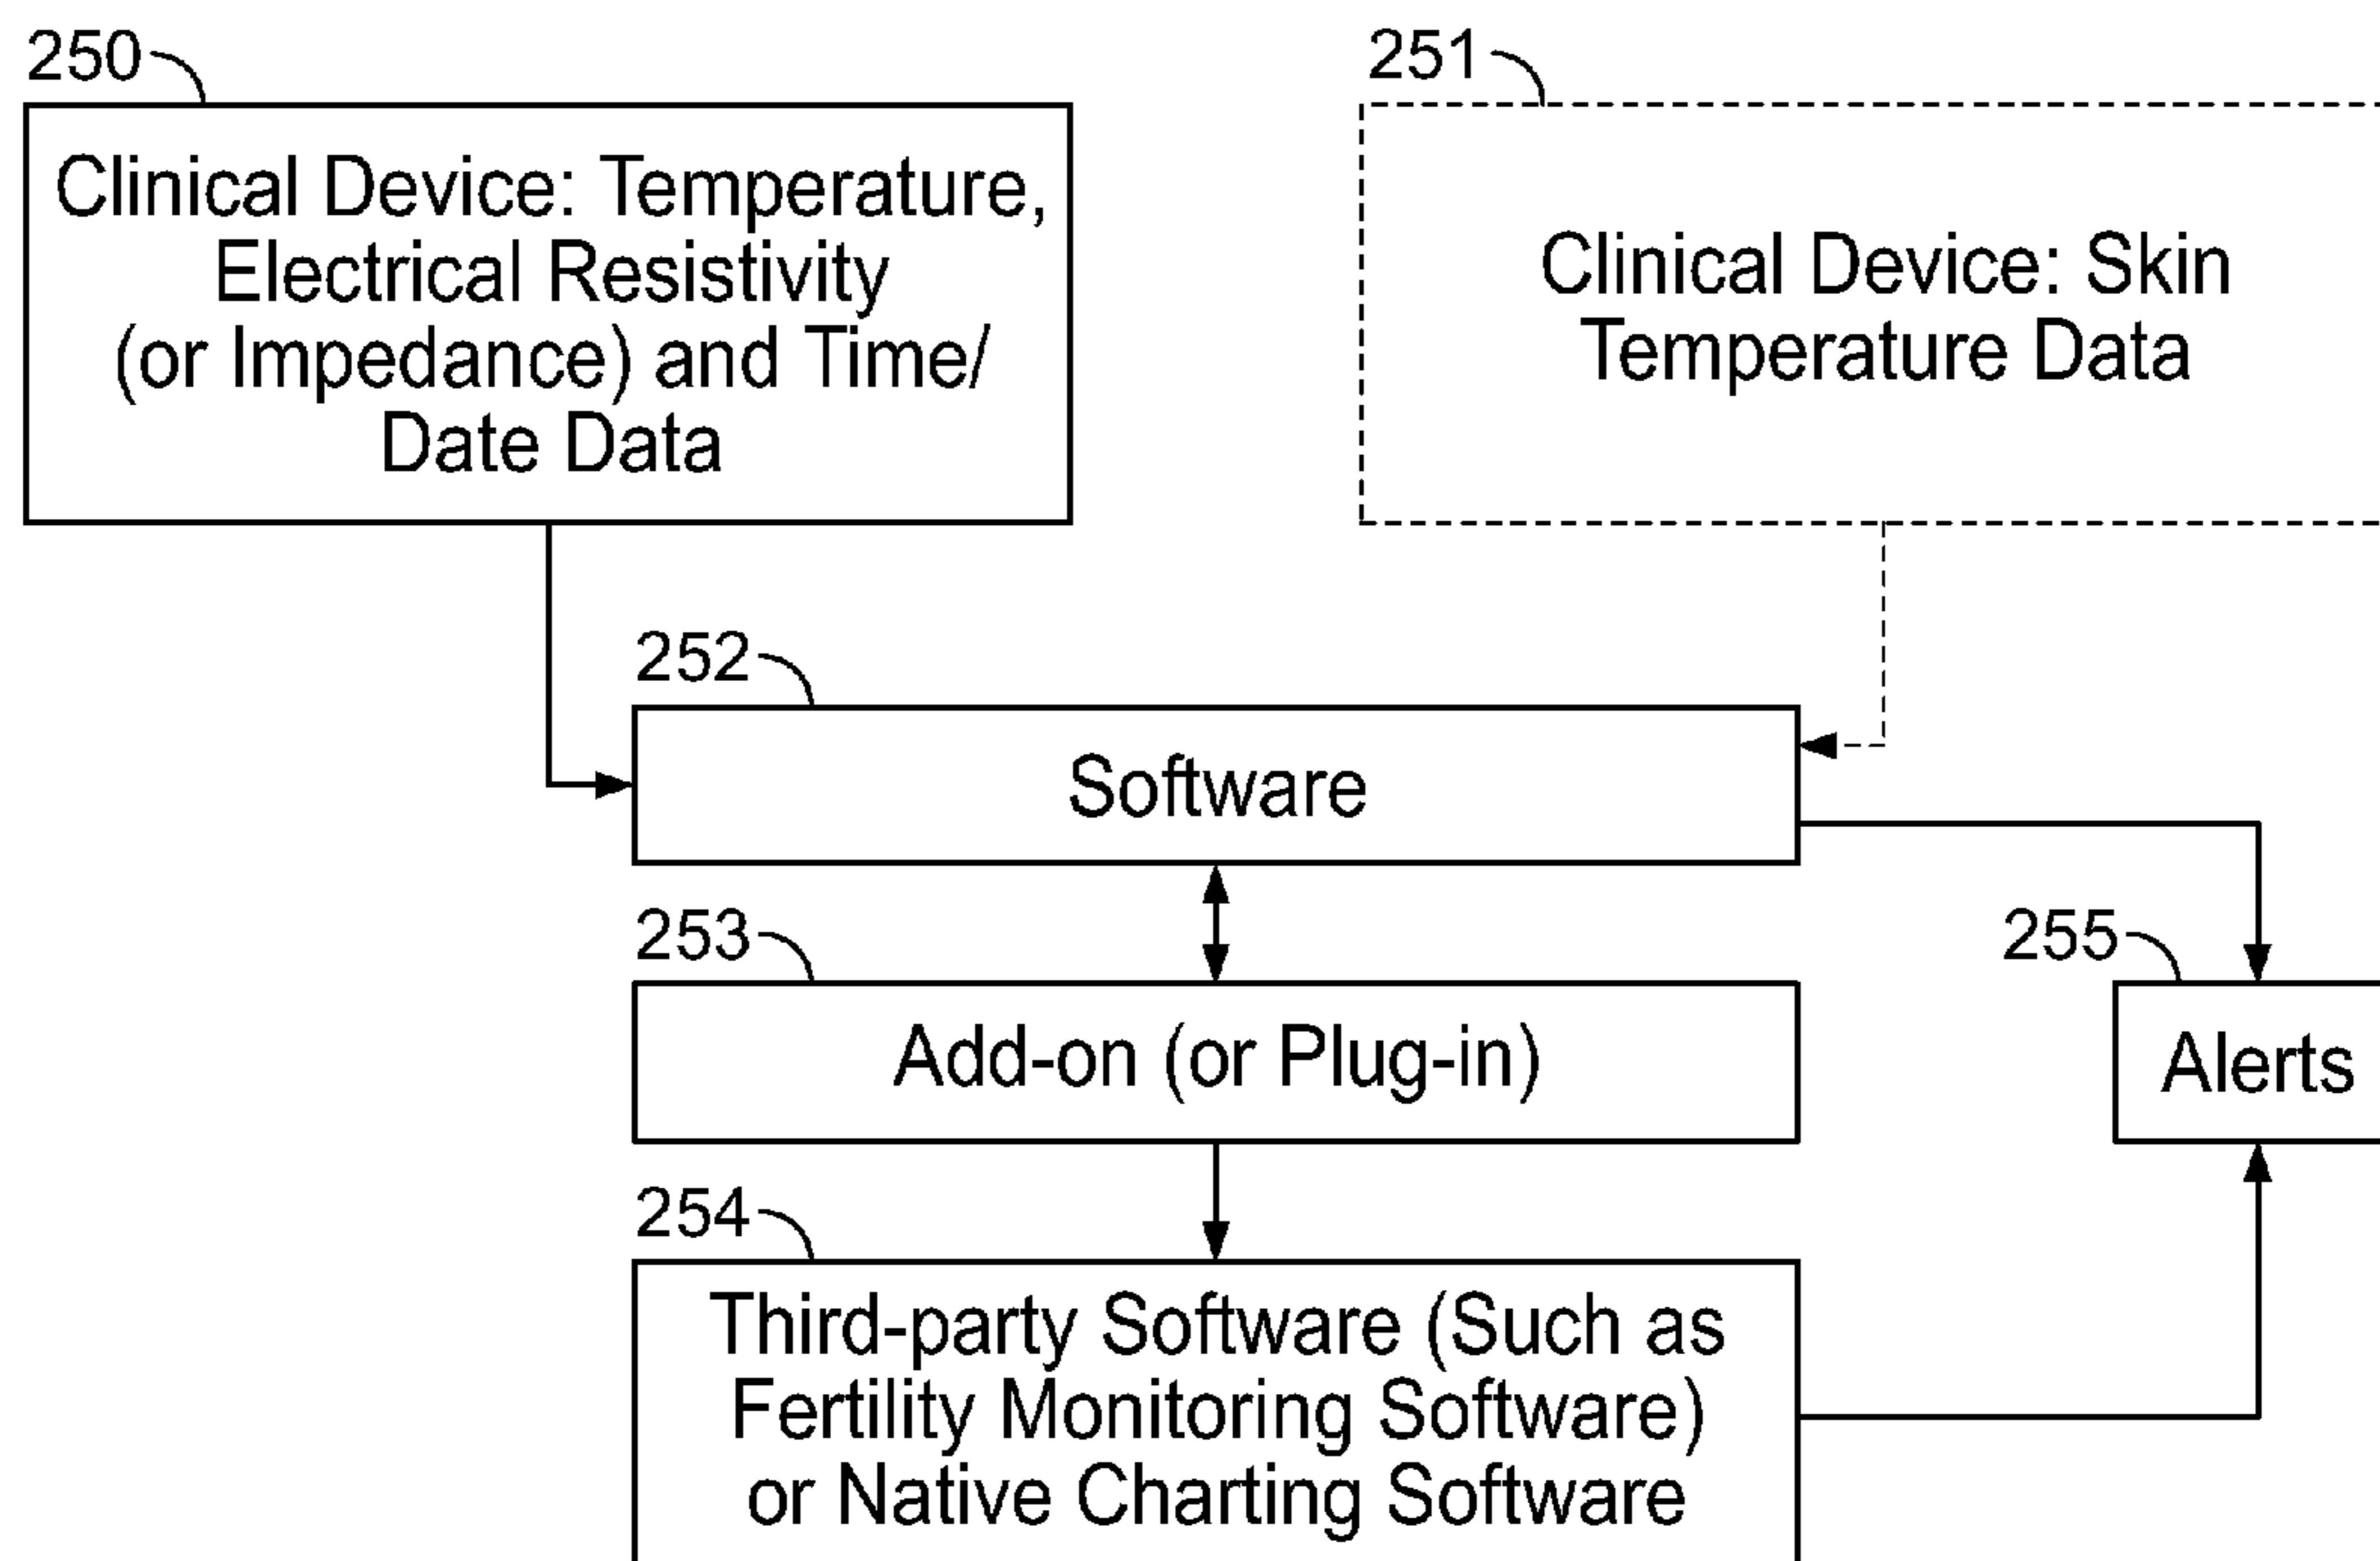 250
Clinical Device: Temperature,
Electrical Resistivity
(or Impedance) and Time/
Date Data
251
Clinical Device: Skin
Temperature Data
252
Software
253
Add-on (or Plug-in)
255
Alerts
254
Third-party Software (Such as
Fertility Monitoring Software)
or Native Charting Software